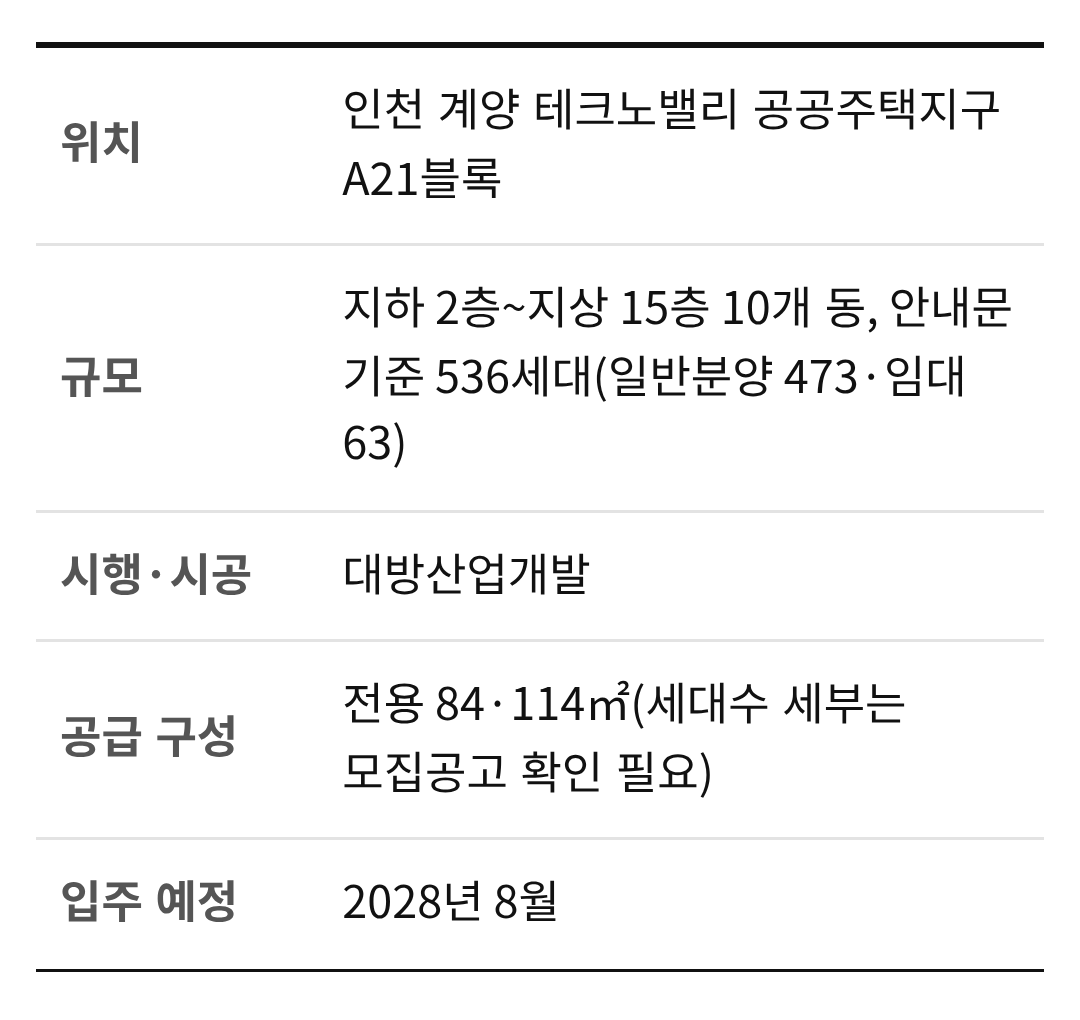 위치
인천 계양 테크노밸리 공공주택지구
A21블록
규모
지하 2층~지상 15층 10개 동, 안내문
기준 536세대(일반분양 473·임대
63)
시행·시공
대방산업개발
공급 구성
전용 84·114㎡(세대수 세부는
모집공고 확인 필요)
입주 예정
2028년 8월